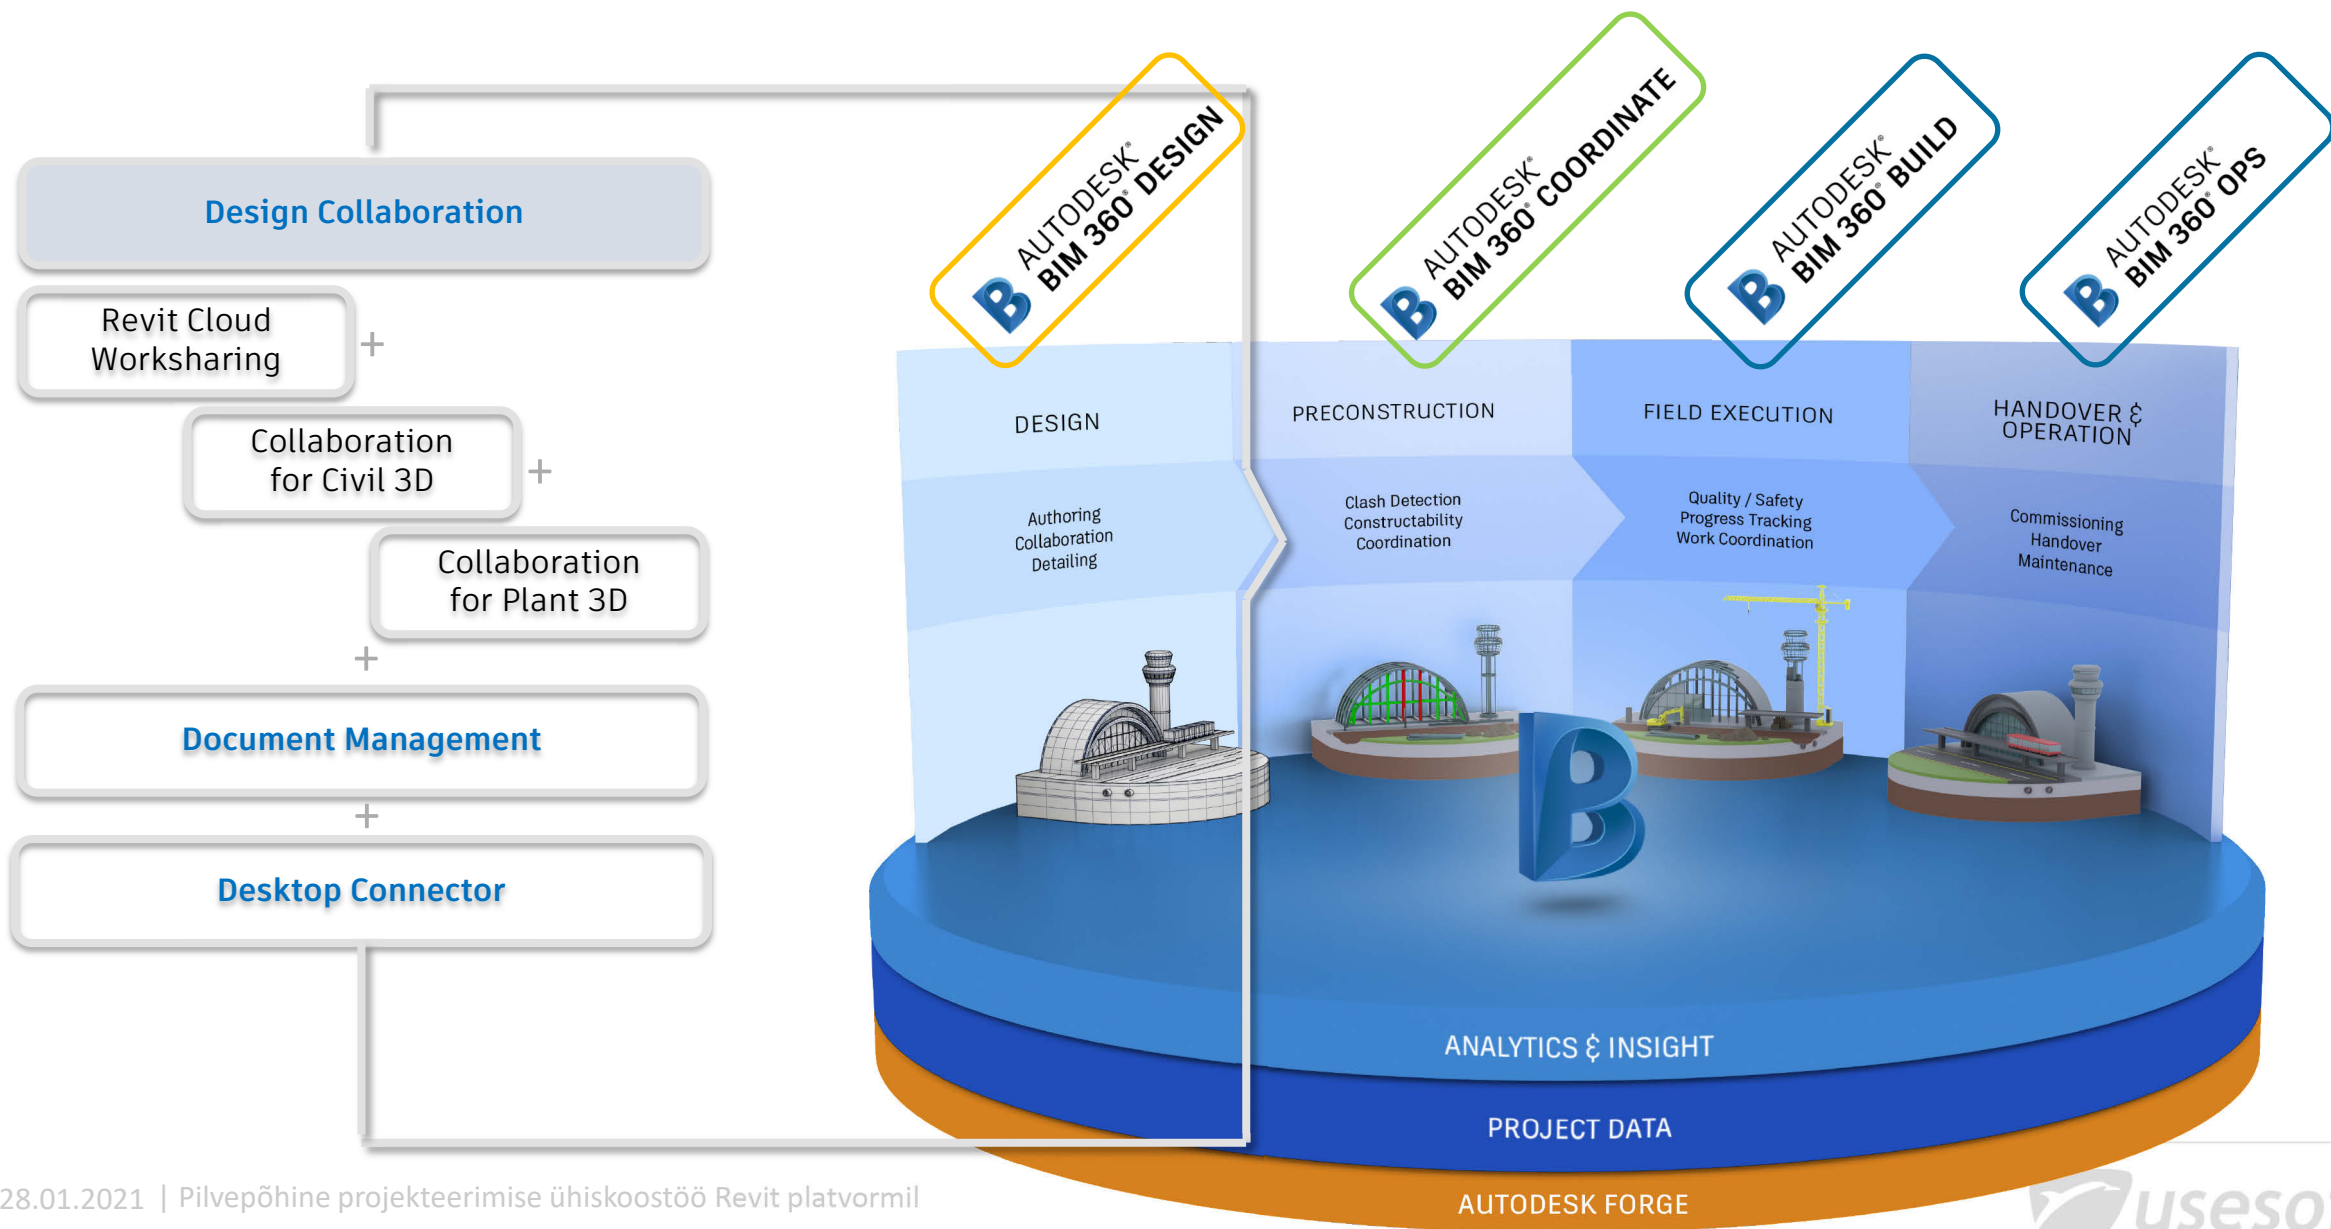 Design Collaboration
Revit Cloud
Worksharing
+
Collaboration
for Civil 3D
+
Collaboration
for Plant 3D
+
Document Management
+
Desktop Connector
AUTODESK®
BIM 360® DESIGN
AUTODESK®
BIM 360® COORDINATE
AUTODESK®
BIM 360® BUILD
AUTODESK®
BIM 360® OPS
DESIGN
Authoring
Collaboration
Detailing
PRECONSTRUCTION
Clash Detection
Constructability
Coordination
FIELD EXECUTION
Quality / Safety
Progress Tracking
Work Coordination
HANDOVER &
OPERATION
Commissioning
Handover
Maintenance
ANALYTICS & INSIGHT
PROJECT DATA
AUTODESK FORGE
28.01.2021 | Pilvepõhine projekteerimise ühiskoostöö Revit platvormil